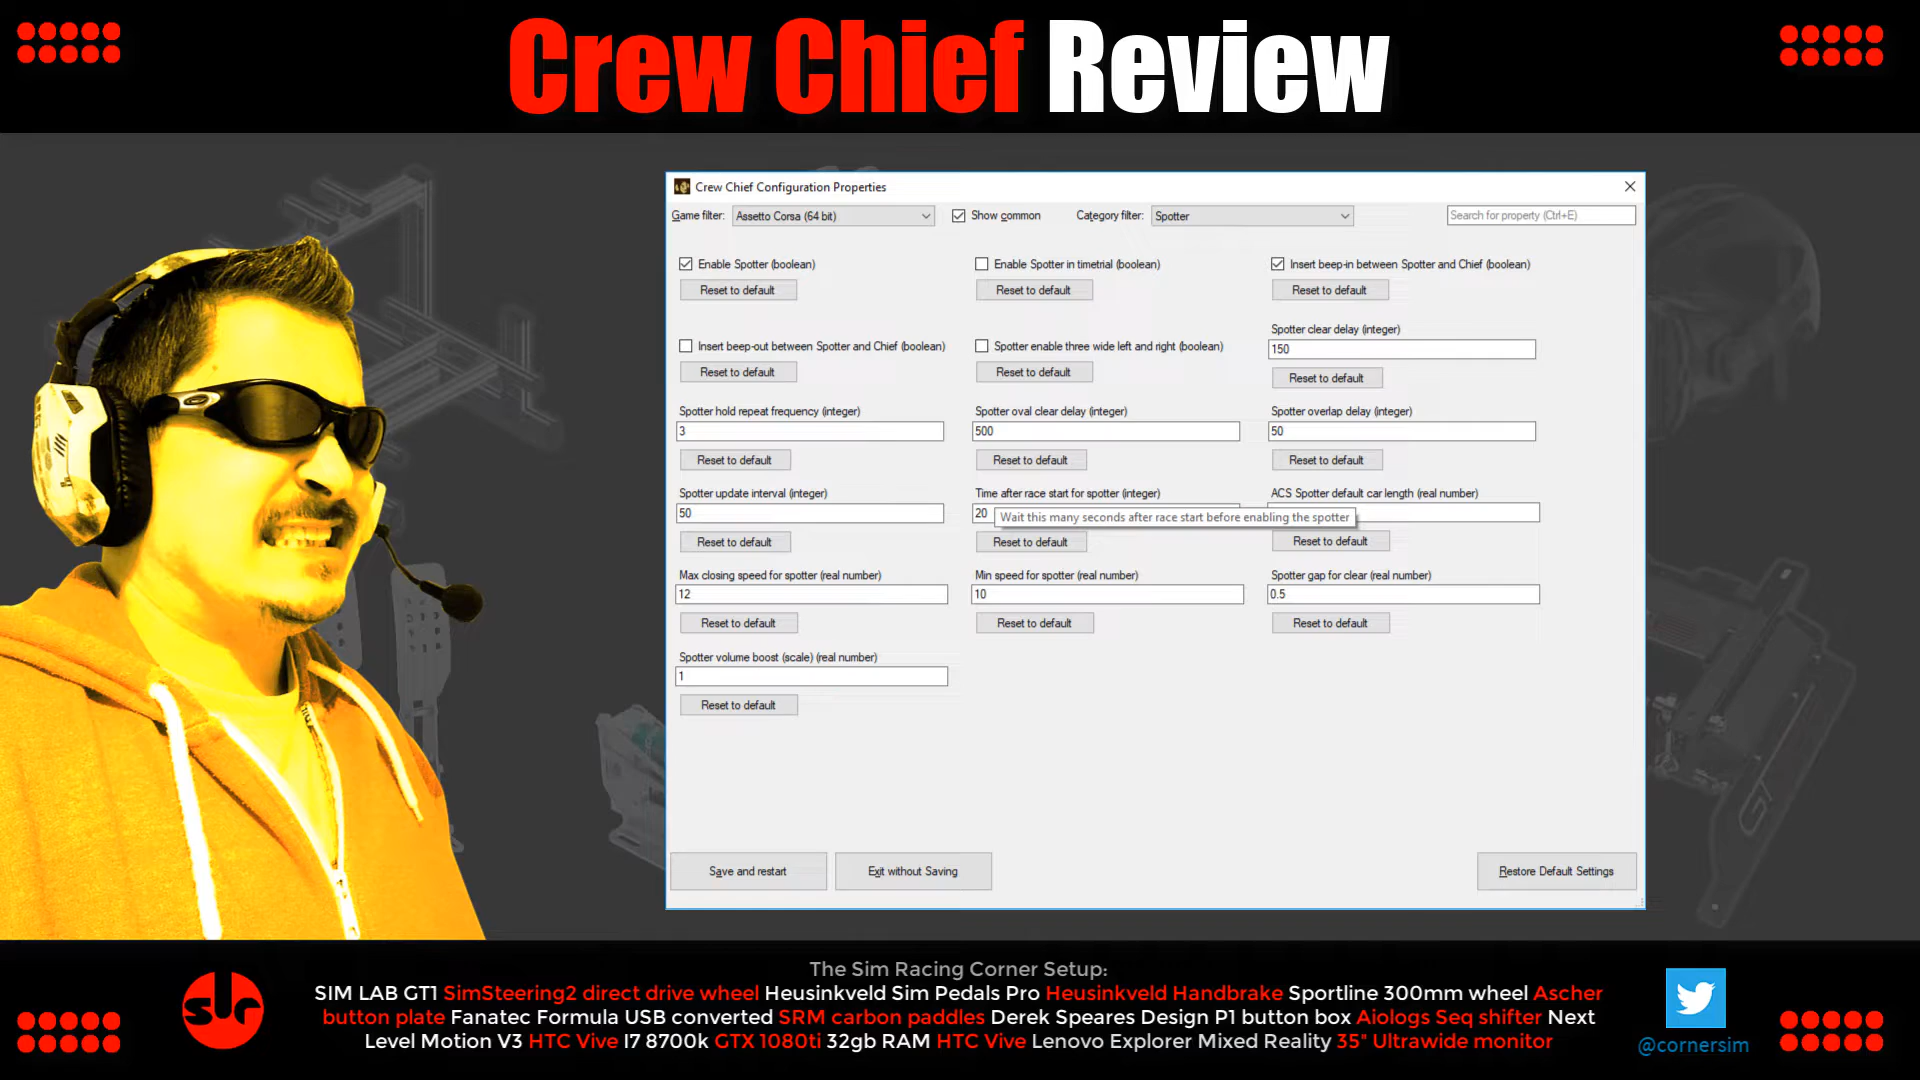 Crew Chief Review
Crew Chief Configuration Properties
Game filter: Assetto Corsa (64 bit) Show common Category filter: Spotter Search for property (Ctrl+E)
Enable Spotter (boolean) Enable Spotter in timetrial (boolean) Insert beep-in between Spotter and Chief (boolean)
Reset to default Reset to default Reset to default
Spotter clear delay (integer)
Insert beep-out between Spotter and Chief (boolean) Spotter enable three wide left and right (boolean) 150
Reset to default Reset to default Reset to default
Spotter hold repeat frequency (integer) Spotter oval clear delay (integer) Spotter overlap delay (integer)
3 500 50
Reset to default Reset to default Reset to default
Spotter update interval (integer) Time after race start for spotter (integer) ACS Spotter default car length (real number)
50 20 Wait this many seconds after race start before enabling the spotter
Reset to default Reset to default Reset to default
Max closing speed for spotter (real number) Min speed for spotter (real number) Spotter gap for clear (real number)
12 10 0.5
Reset to default Reset to default Reset to default
Spotter volume boost (scale) (real number)
1
Reset to default
Save and restart Exit without Saving Restore Default Settings
The Sim Racing Corner Setup:
SIM LAB GT1 SimSteering2 direct drive wheel Heusinkveld Sim Pedals Pro Heusinkveld Handbrake Sportline 300mm wheel Ascher
button plate Fanatec Formula USB converted SRM carbon paddles Derek Speares Design P1 button box Aiologs Seq shifter Next
Level Motion V3 HTC Vive I7 8700k GTX 1080ti 32gb RAM HTC Vive Lenovo Explorer Mixed Reality 35" Ultrawide monitor
@cornersim